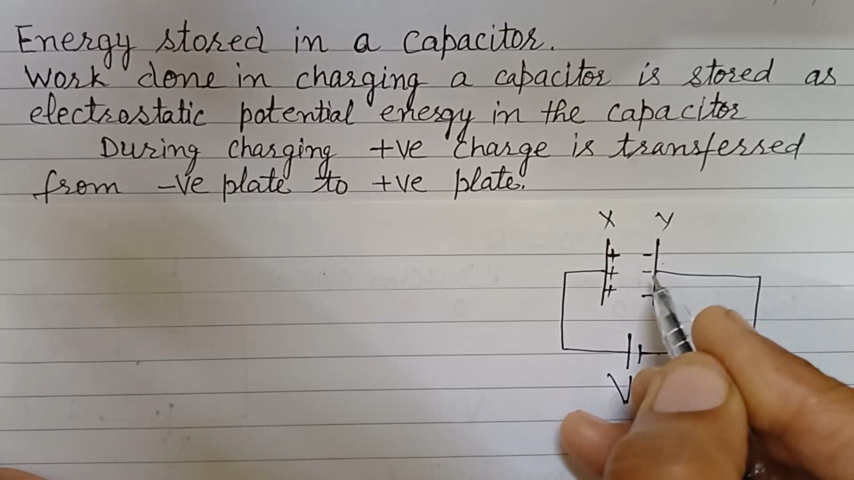 Energy stored in a capacitor.
Work done in charging a capacitor is stored as
electrostatic potential energy in the capacitor
During charging +ve charge is transferred
from -ve plate to +ve plate.
X Y
+ -
+ -
+ -
V